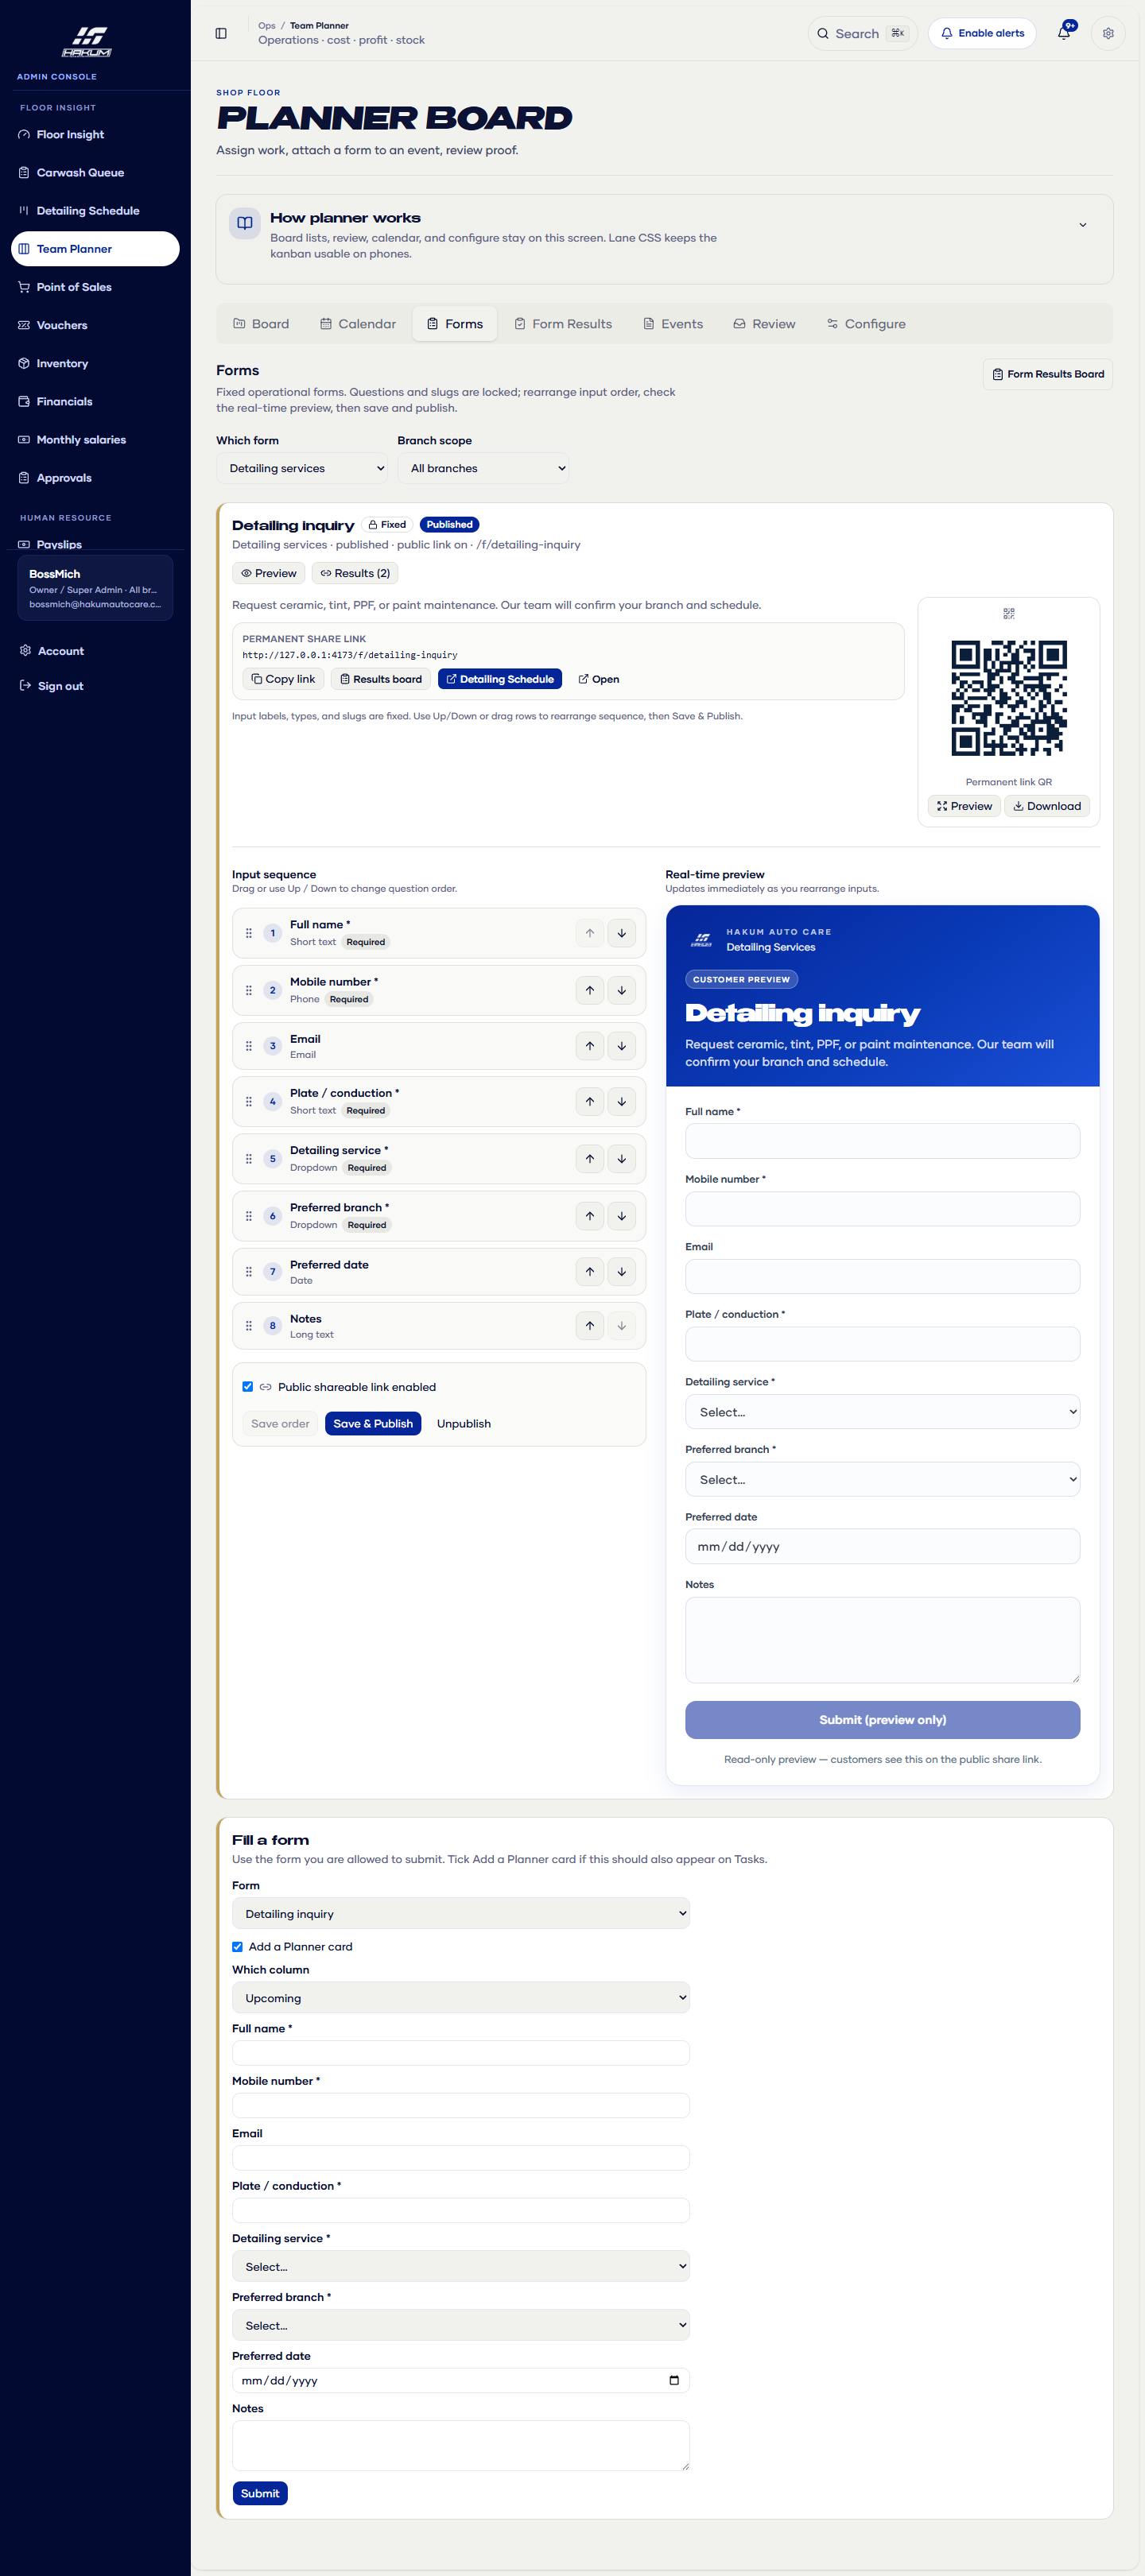 HAKUM
ADMIN CONSOLE
FLOOR INSIGHT
Floor Insight
Carwash Queue
Detailing Schedule
Team Planner
Point of Sales
Vouchers
Inventory
Financials
Monthly salaries
Approvals
HUMAN RESOURCE
Payslips
BossMich
Owner / Super Admin · All br...
bossmich@hakumautocare.c...
Account
Sign out
Ops / Team Planner
Operations · cost · profit · stock
Search ⌘K
Enable alerts
9+
SHOP FLOOR
PLANNER BOARD
Assign work, attach a form to an event, review proof.
How planner works
Board lists, review, calendar, and configure stay on this screen. Lane CSS keeps the
kanban usable on phones.
Board
Calendar
Forms
Form Results
Events
Review
Configure
Forms
Fixed operational forms. Questions and slugs are locked; rearrange input order, check
the real-time preview, then save and publish.
Form Results Board
Which form
Branch scope
Detailing services
All branches
Detailing inquiry Fixed Published
Detailing services · published · public link on · /f/detailing-inquiry
Preview
Results (2)
Request ceramic, tint, PPF, or paint maintenance. Our team will confirm your branch and schedule.
PERMANENT SHARE LINK
http://127.0.0.1:4173/f/detailing-inquiry
Copy link
Results board
Detailing Schedule
Open
Input labels, types, and slugs are fixed. Use Up/Down or drag rows to rearrange sequence, then Save & Publish.
Permanent link QR
Preview
Download
Input sequence
Drag or use Up / Down to change question order.
1
Full name *
Short text Required
2
Mobile number *
Phone Required
3
Email
Email
4
Plate / conduction *
Short text Required
5
Detailing service *
Dropdown Required
6
Preferred branch *
Dropdown Required
7
Preferred date
Date
8
Notes
Long text
Public shareable link enabled
Save order
Save & Publish
Unpublish
Real-time preview
Updates immediately as you rearrange inputs.
HAKUM
HAKUM AUTO CARE
Detailing Services
CUSTOMER PREVIEW
Detailing inquiry
Request ceramic, tint, PPF, or paint maintenance. Our team will
confirm your branch and schedule.
Full name *
Mobile number *
Email
Plate / conduction *
Detailing service *
Select...
Preferred branch *
Select...
Preferred date
mm/dd/yyyy
Notes
Submit (preview only)
Read-only preview — customers see this on the public share link.
Fill a form
Use the form you are allowed to submit. Tick Add a Planner card if this should also appear on Tasks.
Form
Detailing inquiry
Add a Planner card
Which column
Upcoming
Full name *
Mobile number *
Email
Plate / conduction *
Detailing service *
Select...
Preferred branch *
Select...
Preferred date
mm/dd/yyyy
Notes
Submit